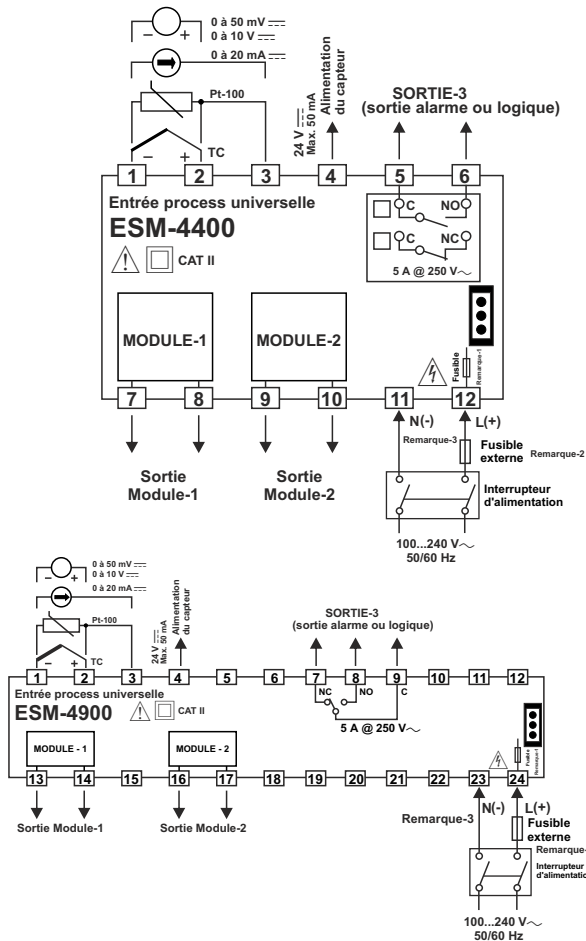 0 à 50 mV
0 à 10 V
− +
0 à 20 mA
Pt-100
− + TC
24 V
Max. 50 mA
Alimentation
du capteur
SORTIE-3
(sortie alarme ou logique)
1 2 3 4 5 6
Entrée process universelle
ESM-4400
CAT II
C NO
C NC
5 A @ 250 V
MODULE-1 MODULE-2
Fusible
Remarque-1
7 8 9 10 11 12
N(-) L(+)
Remarque-3
Fusible
externe
Remarque-2
Sortie
Module-1
Sortie
Module-2
Interrupteur
d'alimentation
100...240 V
50/60 Hz
0 à 50 mV
0 à 10 V
− +
0 à 20 mA
Pt-100
− + TC
24 V
Max. 50 mA
Alimentation
du capteur
SORTIE-3
(sortie alarme ou logique)
1 2 3 4 5 6 7 8 9 10 11 12
Entrée process universelle
ESM-4900
CAT II
NC NO C
5 A @ 250 V
MODULE - 1 MODULE - 2
Fusible
Remarque-1
13 14 15 16 17 18 19 20 21 22 23 24
Sortie Module-1
Sortie Module-2
N(-) L(+)
Remarque-3
Fusible
externe
Remarque-
Interrupteur
d'alimentation
100...240 V
50/60 Hz